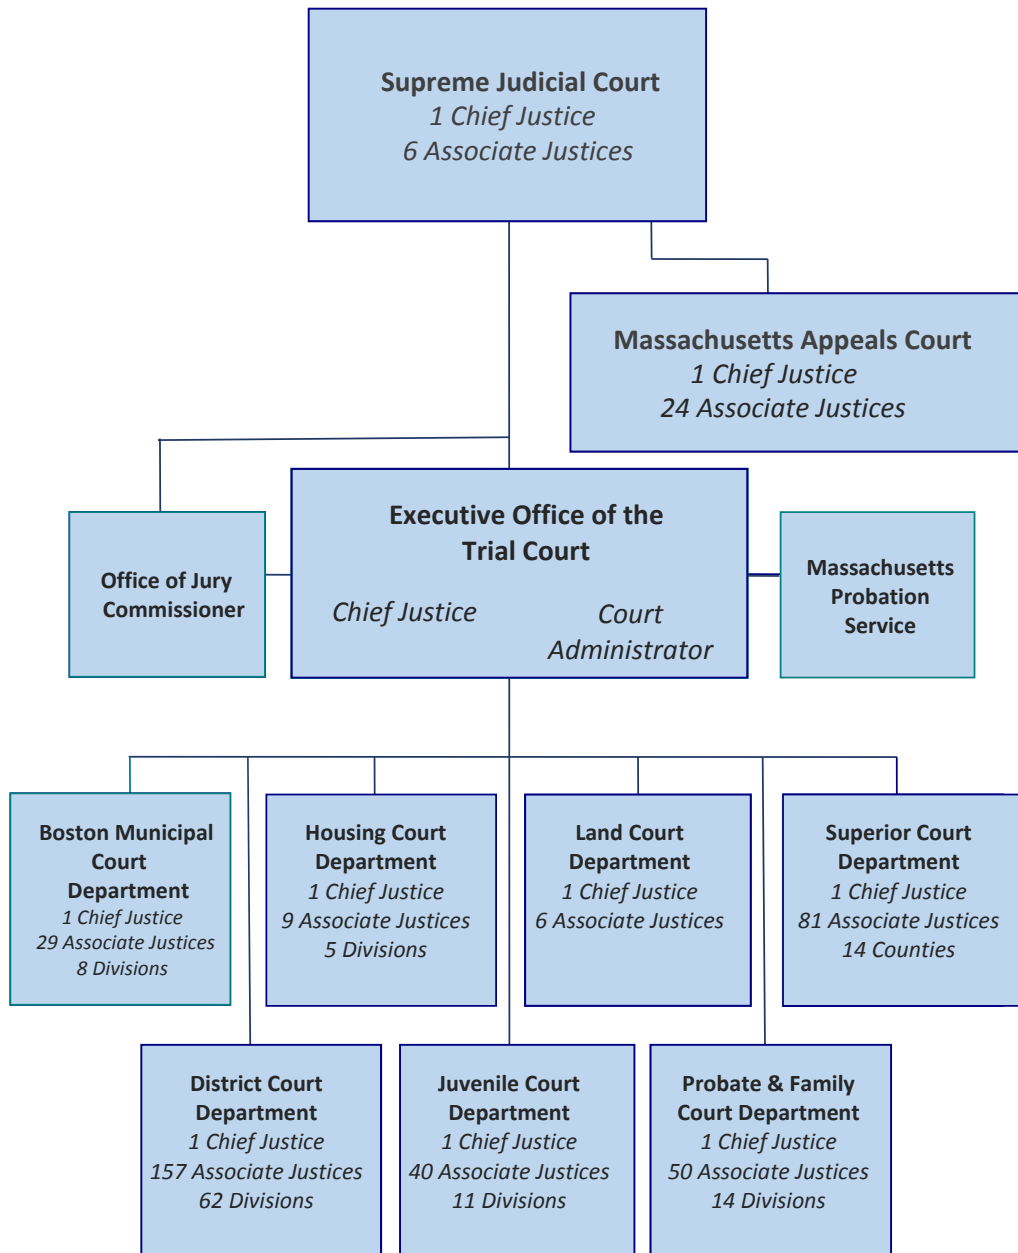 Supreme Judicial Court
1 Chief Justice
6 Associate Justices
Massachusetts Appeals Court
1 Chief Justice
24 Associate Justices
Office of Jury
Commissioner
Executive Office of the
Trial Court
Chief Justice
Court
Administrator
Massachusetts
Probation
Service
Boston Municipal
Court
Department
1 Chief Justice
29 Associate Justices
8 Divisions
Housing Court
Department
1 Chief Justice
9 Associate Justices
5 Divisions
Land Court
Department
1 Chief Justice
6 Associate Justices
Superior Court
Department
1 Chief Justice
81 Associate Justices
14 Counties
District Court
Department
1 Chief Justice
157 Associate Justices
62 Divisions
Juvenile Court
Department
1 Chief Justice
40 Associate Justices
11 Divisions
Probate & Family
Court Department
1 Chief Justice
50 Associate Justices
14 Divisions